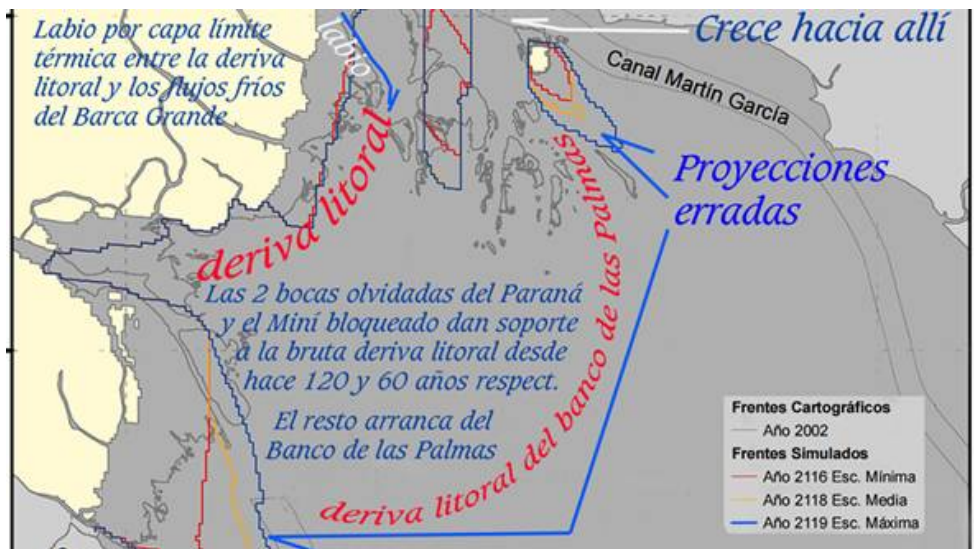 Labio por capa límite
térmica entre la deriva
litoral y los flujos fríos
del Barca Grande
Labio
Crece hacia allí
Canal Martín García
Proyecciones
erradas
deriva litoral
Las 2 bocas olvidadas del Paraná
y el Miní bloqueado dan soporte
a la bruta deriva litoral desde
hace 120 y 60 años respect.
El resto arranca del
Banco de las Palmas
deriva litoral del banco de las Palmas
Frentes Cartográficos
Año 2002
Frentes Simulados
Año 2116 Esc. Mínima
Año 2118 Esc. Media
Año 2119 Esc. Máxima